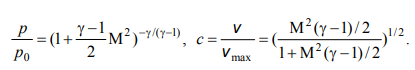 p/p₀ = (1 + (γ−1)/2 M²)^(−γ/(γ−1)), c = v/v_max = (M²(γ−1)/2 / 1+M²(γ−1)/2)^(1/2).